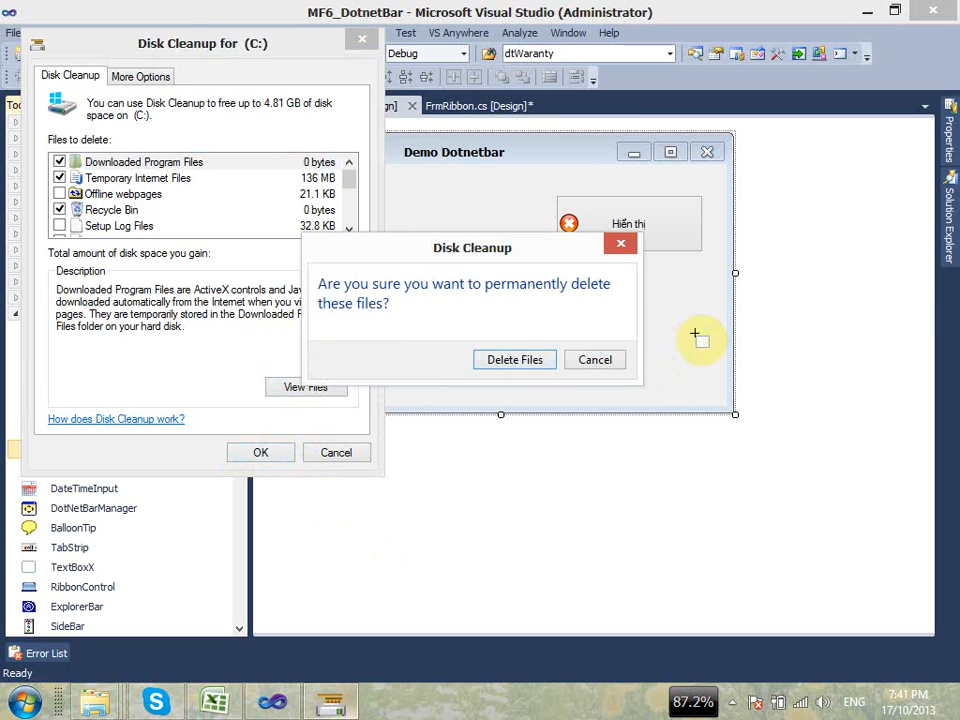 MF6_DotnetBar - Microsoft Visual Studio (Administrator)
Test VS Anywhere Analyze Window Help
Debug dtWaranty
Disk Cleanup for (C:)
Disk Cleanup More Options
You can use Disk Cleanup to free up to 4.81 GB of disk
space on (C:).
Files to delete:
Downloaded Program Files 0 bytes
Temporary Internet Files 136 MB
Offline webpages 21.1 KB
Recycle Bin 0 bytes
Setup Log Files 32.8 KB
Total amount of disk space you gain:
Description
Downloaded Program Files are ActiveX controls and Jav
downloaded automatically from the Internet when you vi
pages. They are temporarily stored in the Downloaded
Files folder on your hard disk.
View Files
How does Disk Cleanup work?
OK Cancel
FrmRibbon.cs [Design]*
Demo Dotnetbar
Hiển thị
Disk Cleanup
Are you sure you want to permanently delete
these files?
Delete Files Cancel
Properties
Solution Explorer
DateTimeInput
DotNetBarManager
BalloonTip
TabStrip
TextBoxX
RibbonControl
ExplorerBar
SideBar
Error List
Ready
87.2%
ENG
7:41 PM
17/10/2013